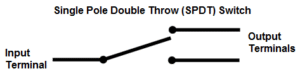 Single Pole Double Throw (SPDT) Switch
Input
Terminal
Output
Terminals